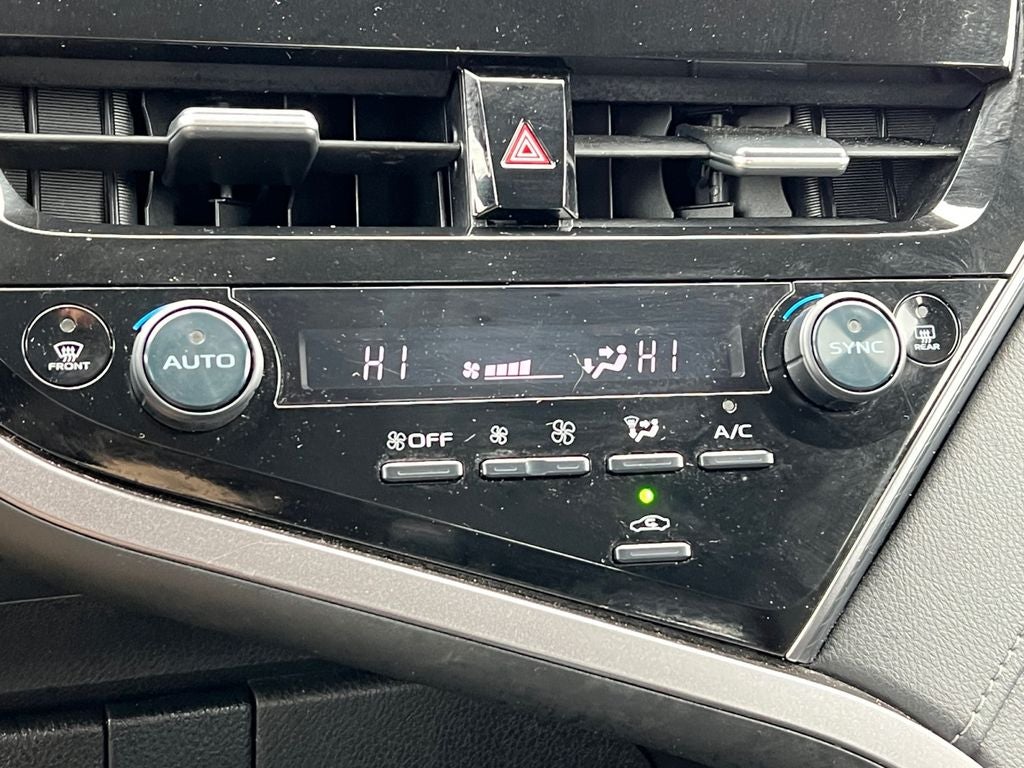 FRONT
AUTO
HI
HI
SYNC
REAR
OFF
A/C